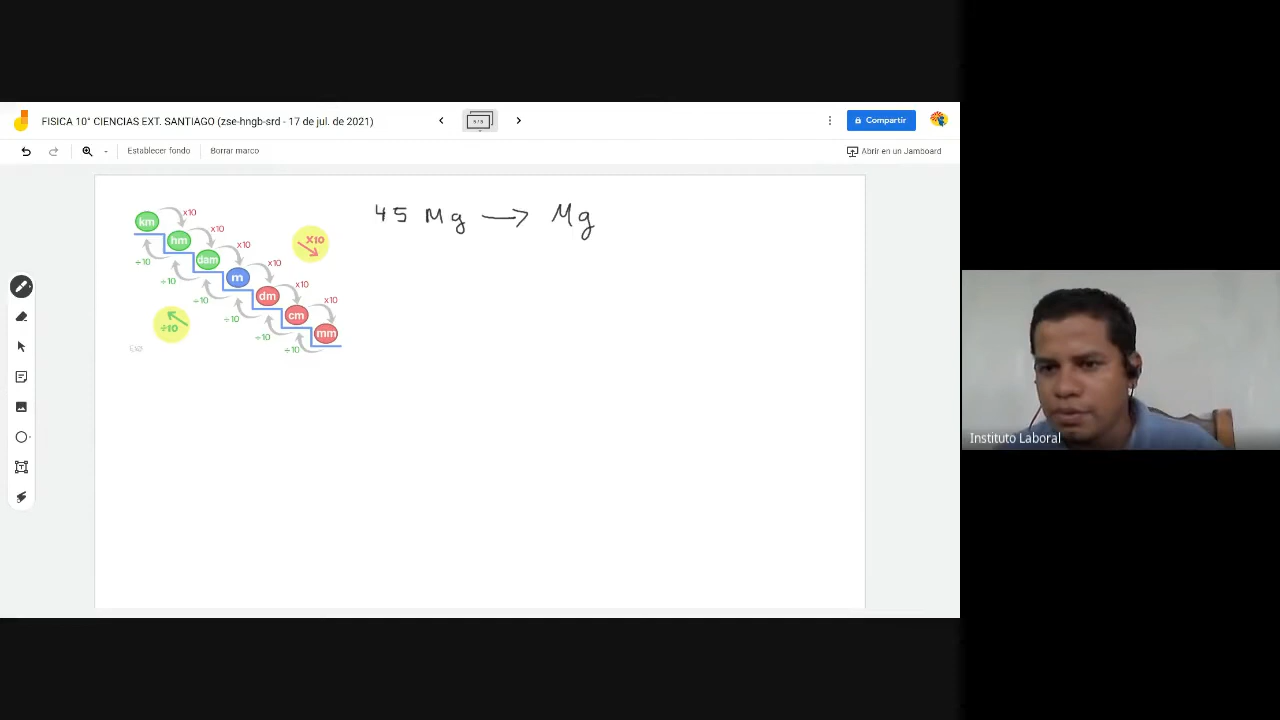 FISICA 10° CIENCIAS EXT. SANTIAGO (zse-hngb-srd - 17 de jul. de 2021)
5 / 5
Compartir
Establecer fondo
Borrar marco
Abrir en un Jamboard
45 Mg → Mg
km
x10
hm
x10
dam
x10
m
x10
dm
x10
cm
x10
mm
÷10
÷10
÷10
÷10
÷10
÷10
x10
÷10
Instituto Laboral